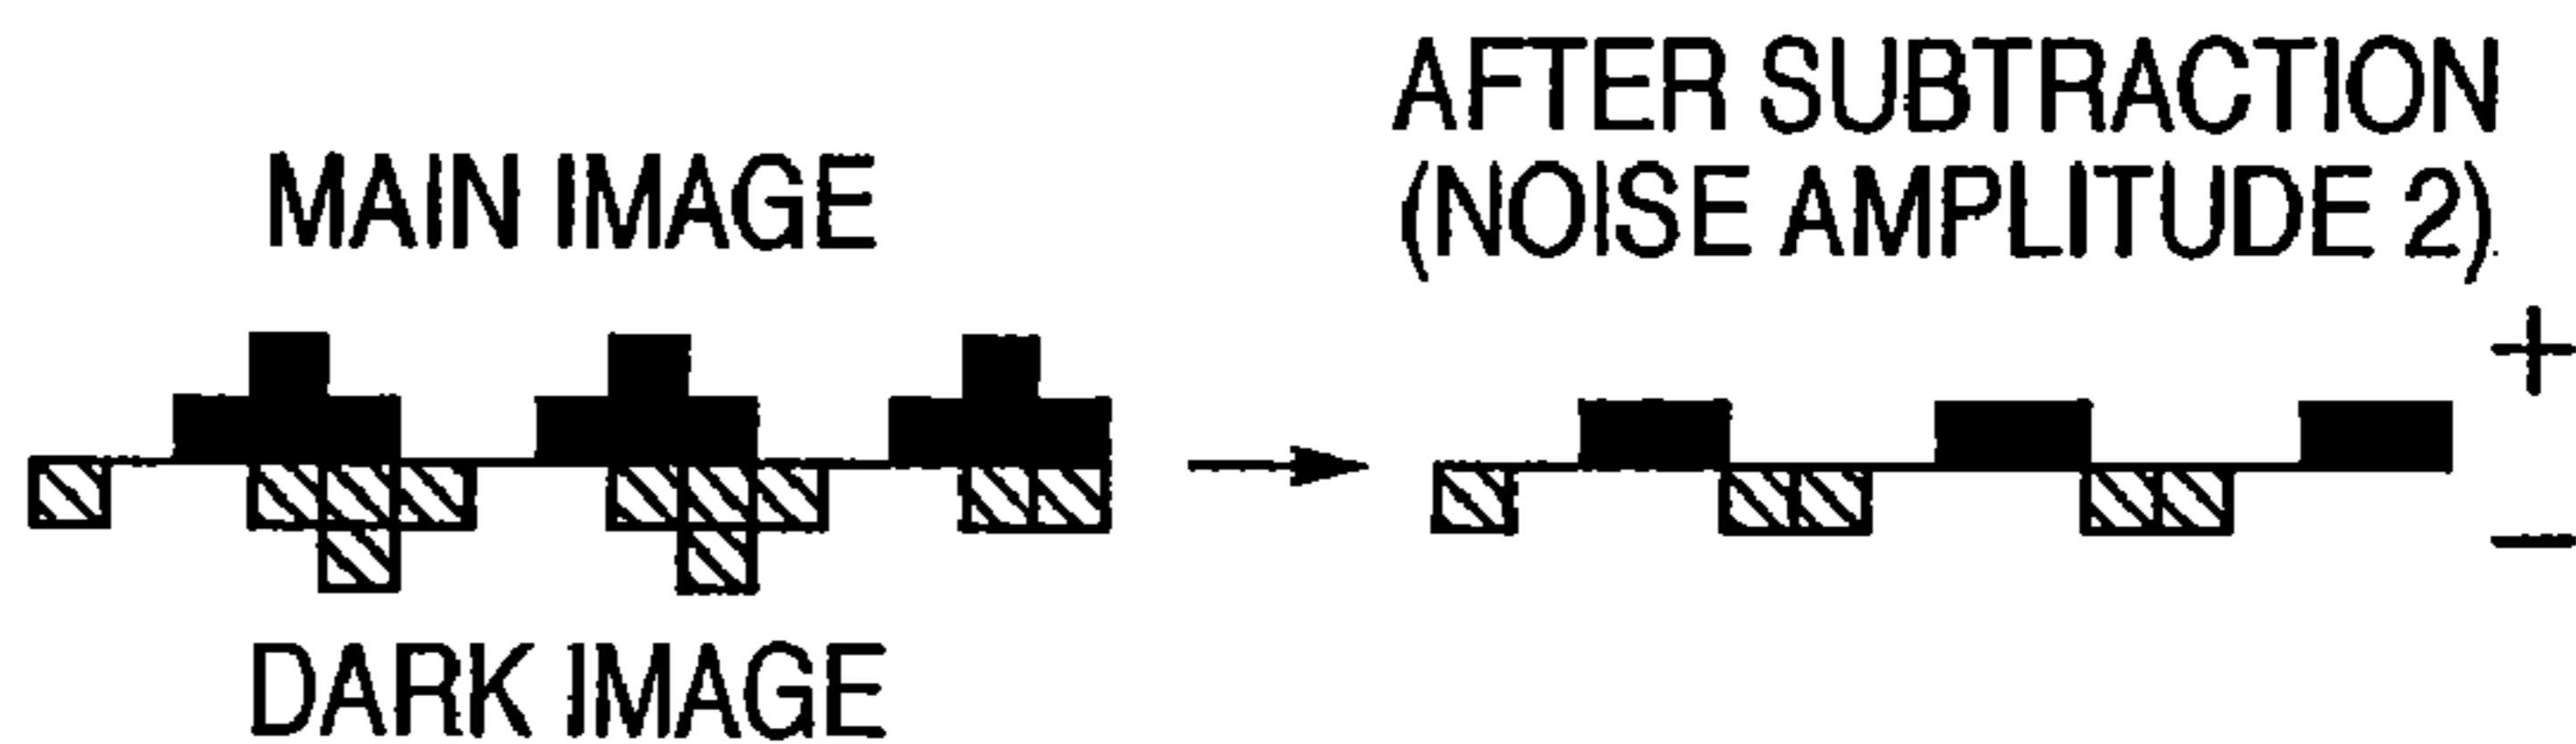 MAIN IMAGE
AFTER SUBTRACTION
(NOISE AMPLITUDE 2)
+
−
DARK IMAGE